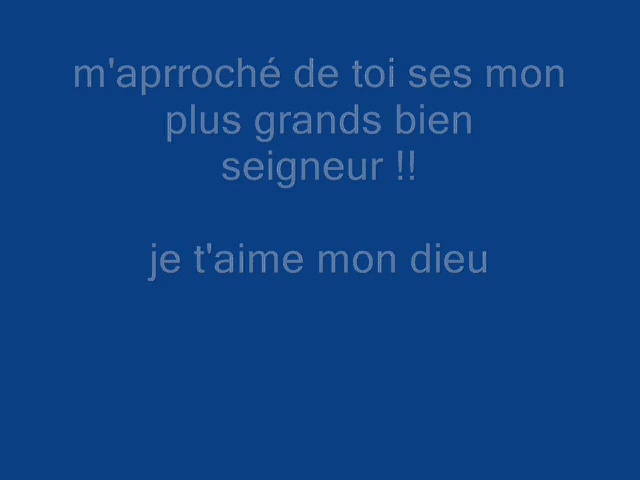 m'aprroché de toi ses mon
plus grands bien
seigneur !!
je t'aime mon dieu